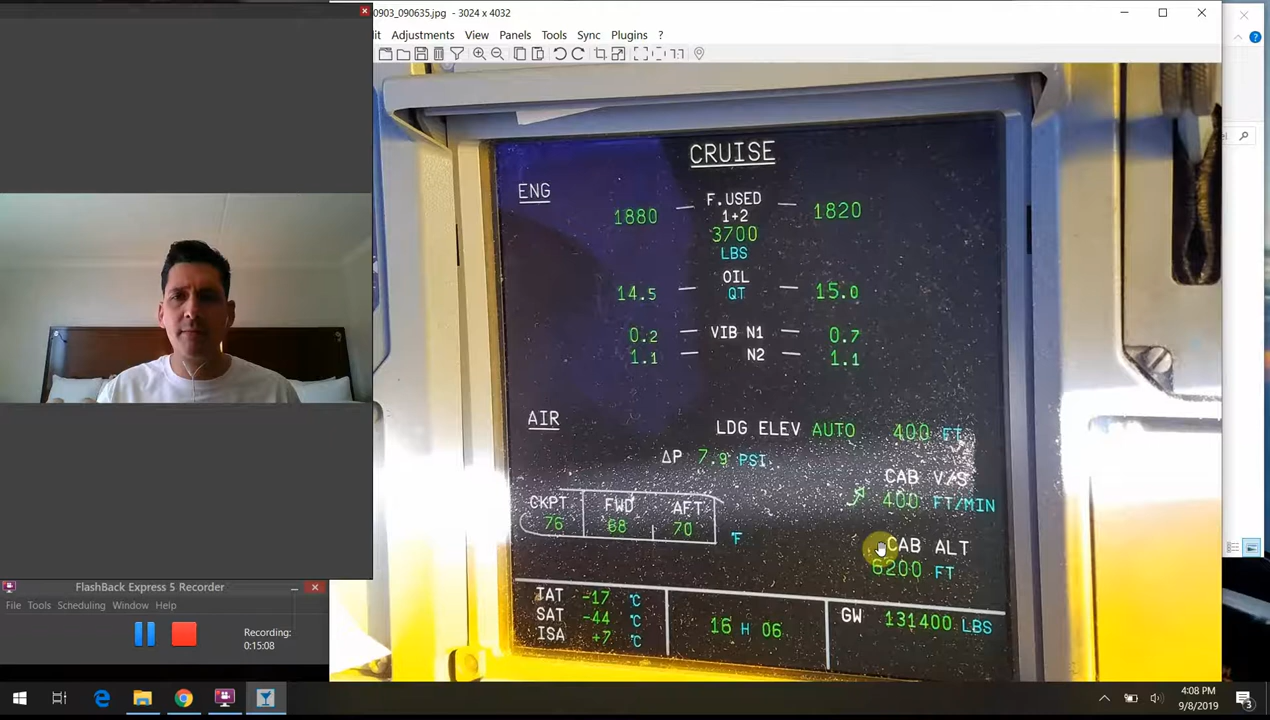 0903_090635.jpg - 3024 x 4032
it Adjustments View Panels Tools Sync Plugins ?
1:1
CRUISE
ENG
F.USED
1880 1+2 1820
3700
LBS
OIL
14.5 QT 15.0
0.2 VIB N1 0.7
1.1 N2 1.1
AIR
LDG ELEV AUTO 400 FT
ΔP 7.9 PSI
CAB V/S
400 FT/MIN
CKPT FWD AFT
76 68 70 °F
CAB ALT
6200 FT
TAT -17 °C
SAT -44 °C
ISA +7 °C
16 H 06
GW 131400 LBS
FlashBack Express 5 Recorder
File Tools Scheduling Window Help
Recording:
0:15:08
4:08 PM
9/8/2019
3